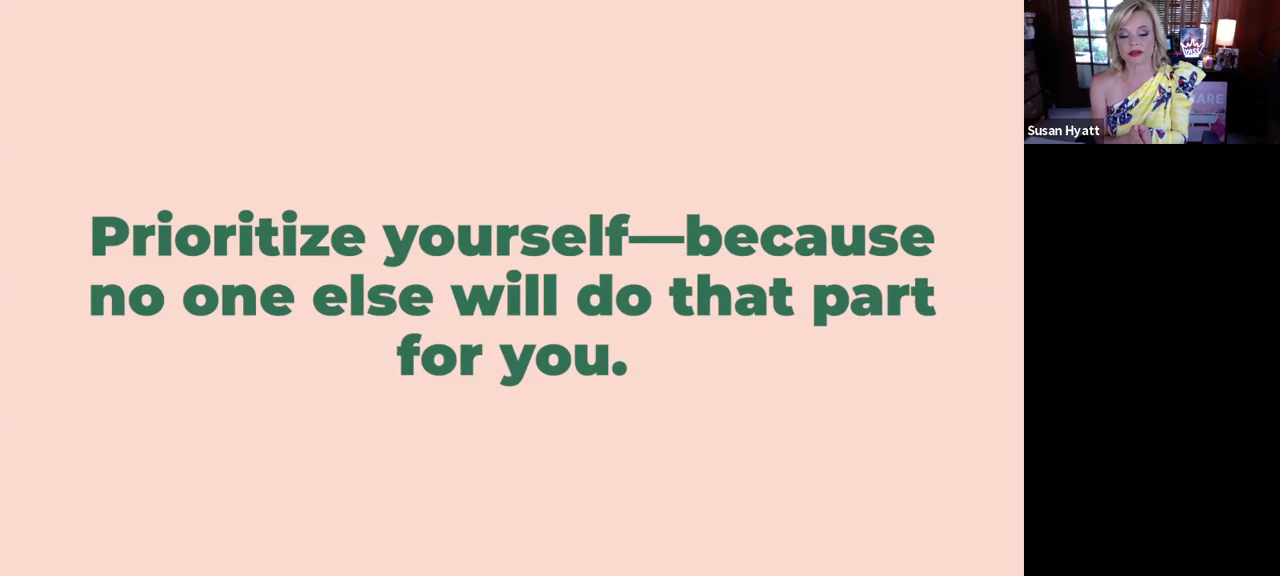 Prioritize yourself—because
no one else will do that part
for you.
Susan Hyatt